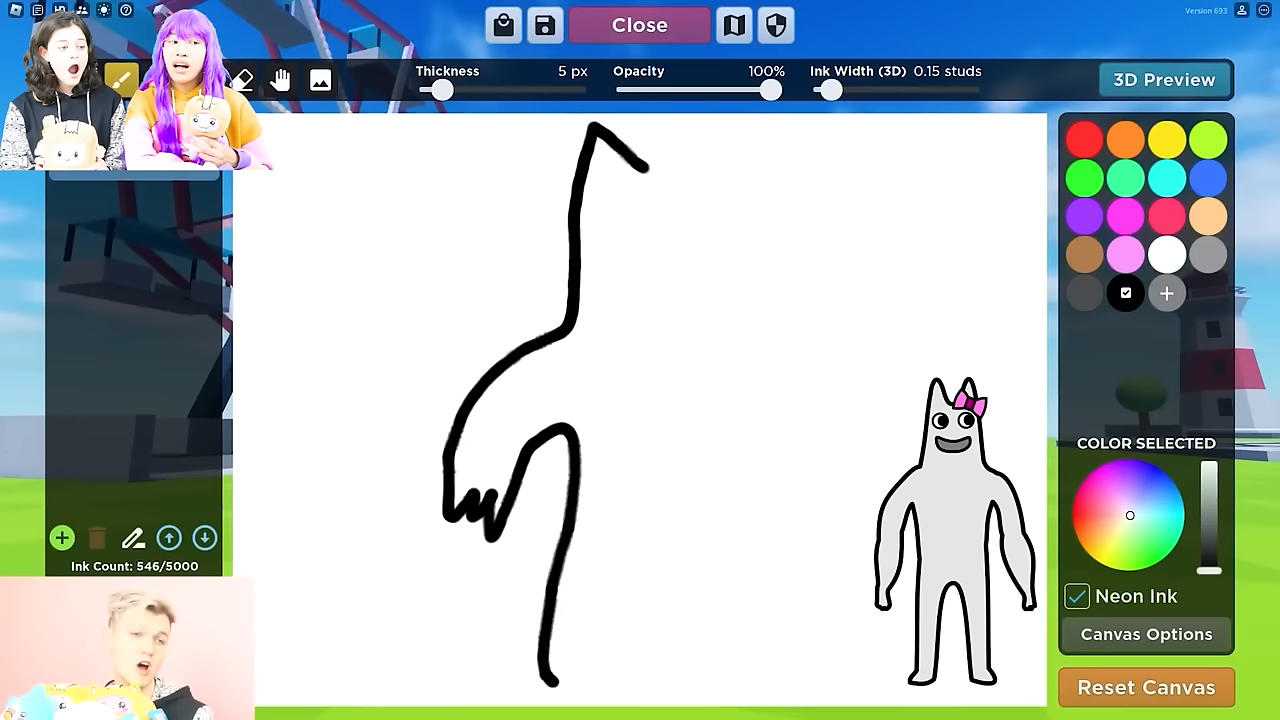 Version 693
Close
Thickness 5 px Opacity 100% Ink Width (3D) 0.15 studs
3D Preview
COLOR SELECTED
Ink Count: 546/5000
Neon Ink
Canvas Options
Reset Canvas